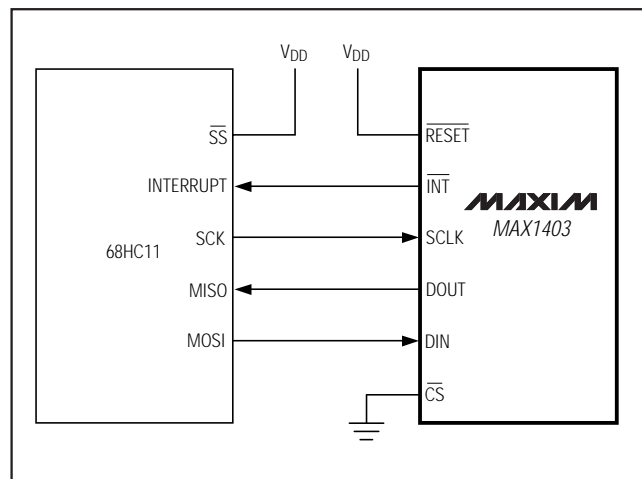 VDD VDD
SS RESET
INTERRUPT INT
MAXIM
MAX1403
SCK SCLK
68HC11
MISO DOUT
MOSI DIN
CS